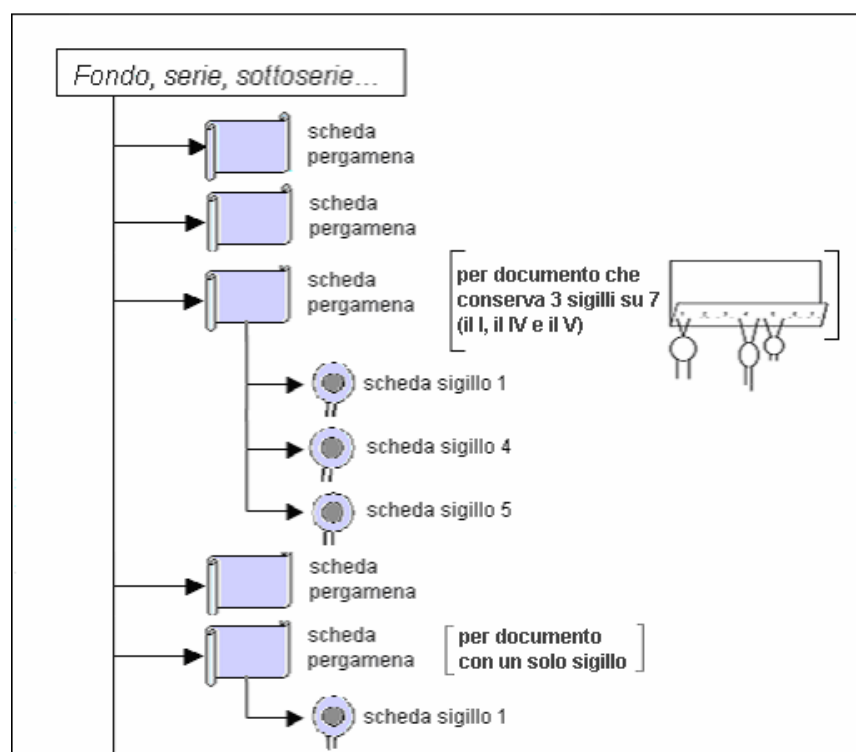 Fondo, serie, sottoserie...
scheda
pergamena
scheda
pergamena
scheda
pergamena
per documento che
conserva 3 sigilli su 7
(il I, il IV e il V)
scheda sigillo 1
scheda sigillo 4
scheda sigillo 5
scheda
pergamena
scheda
pergamena
per documento
con un solo sigillo
scheda sigillo 1